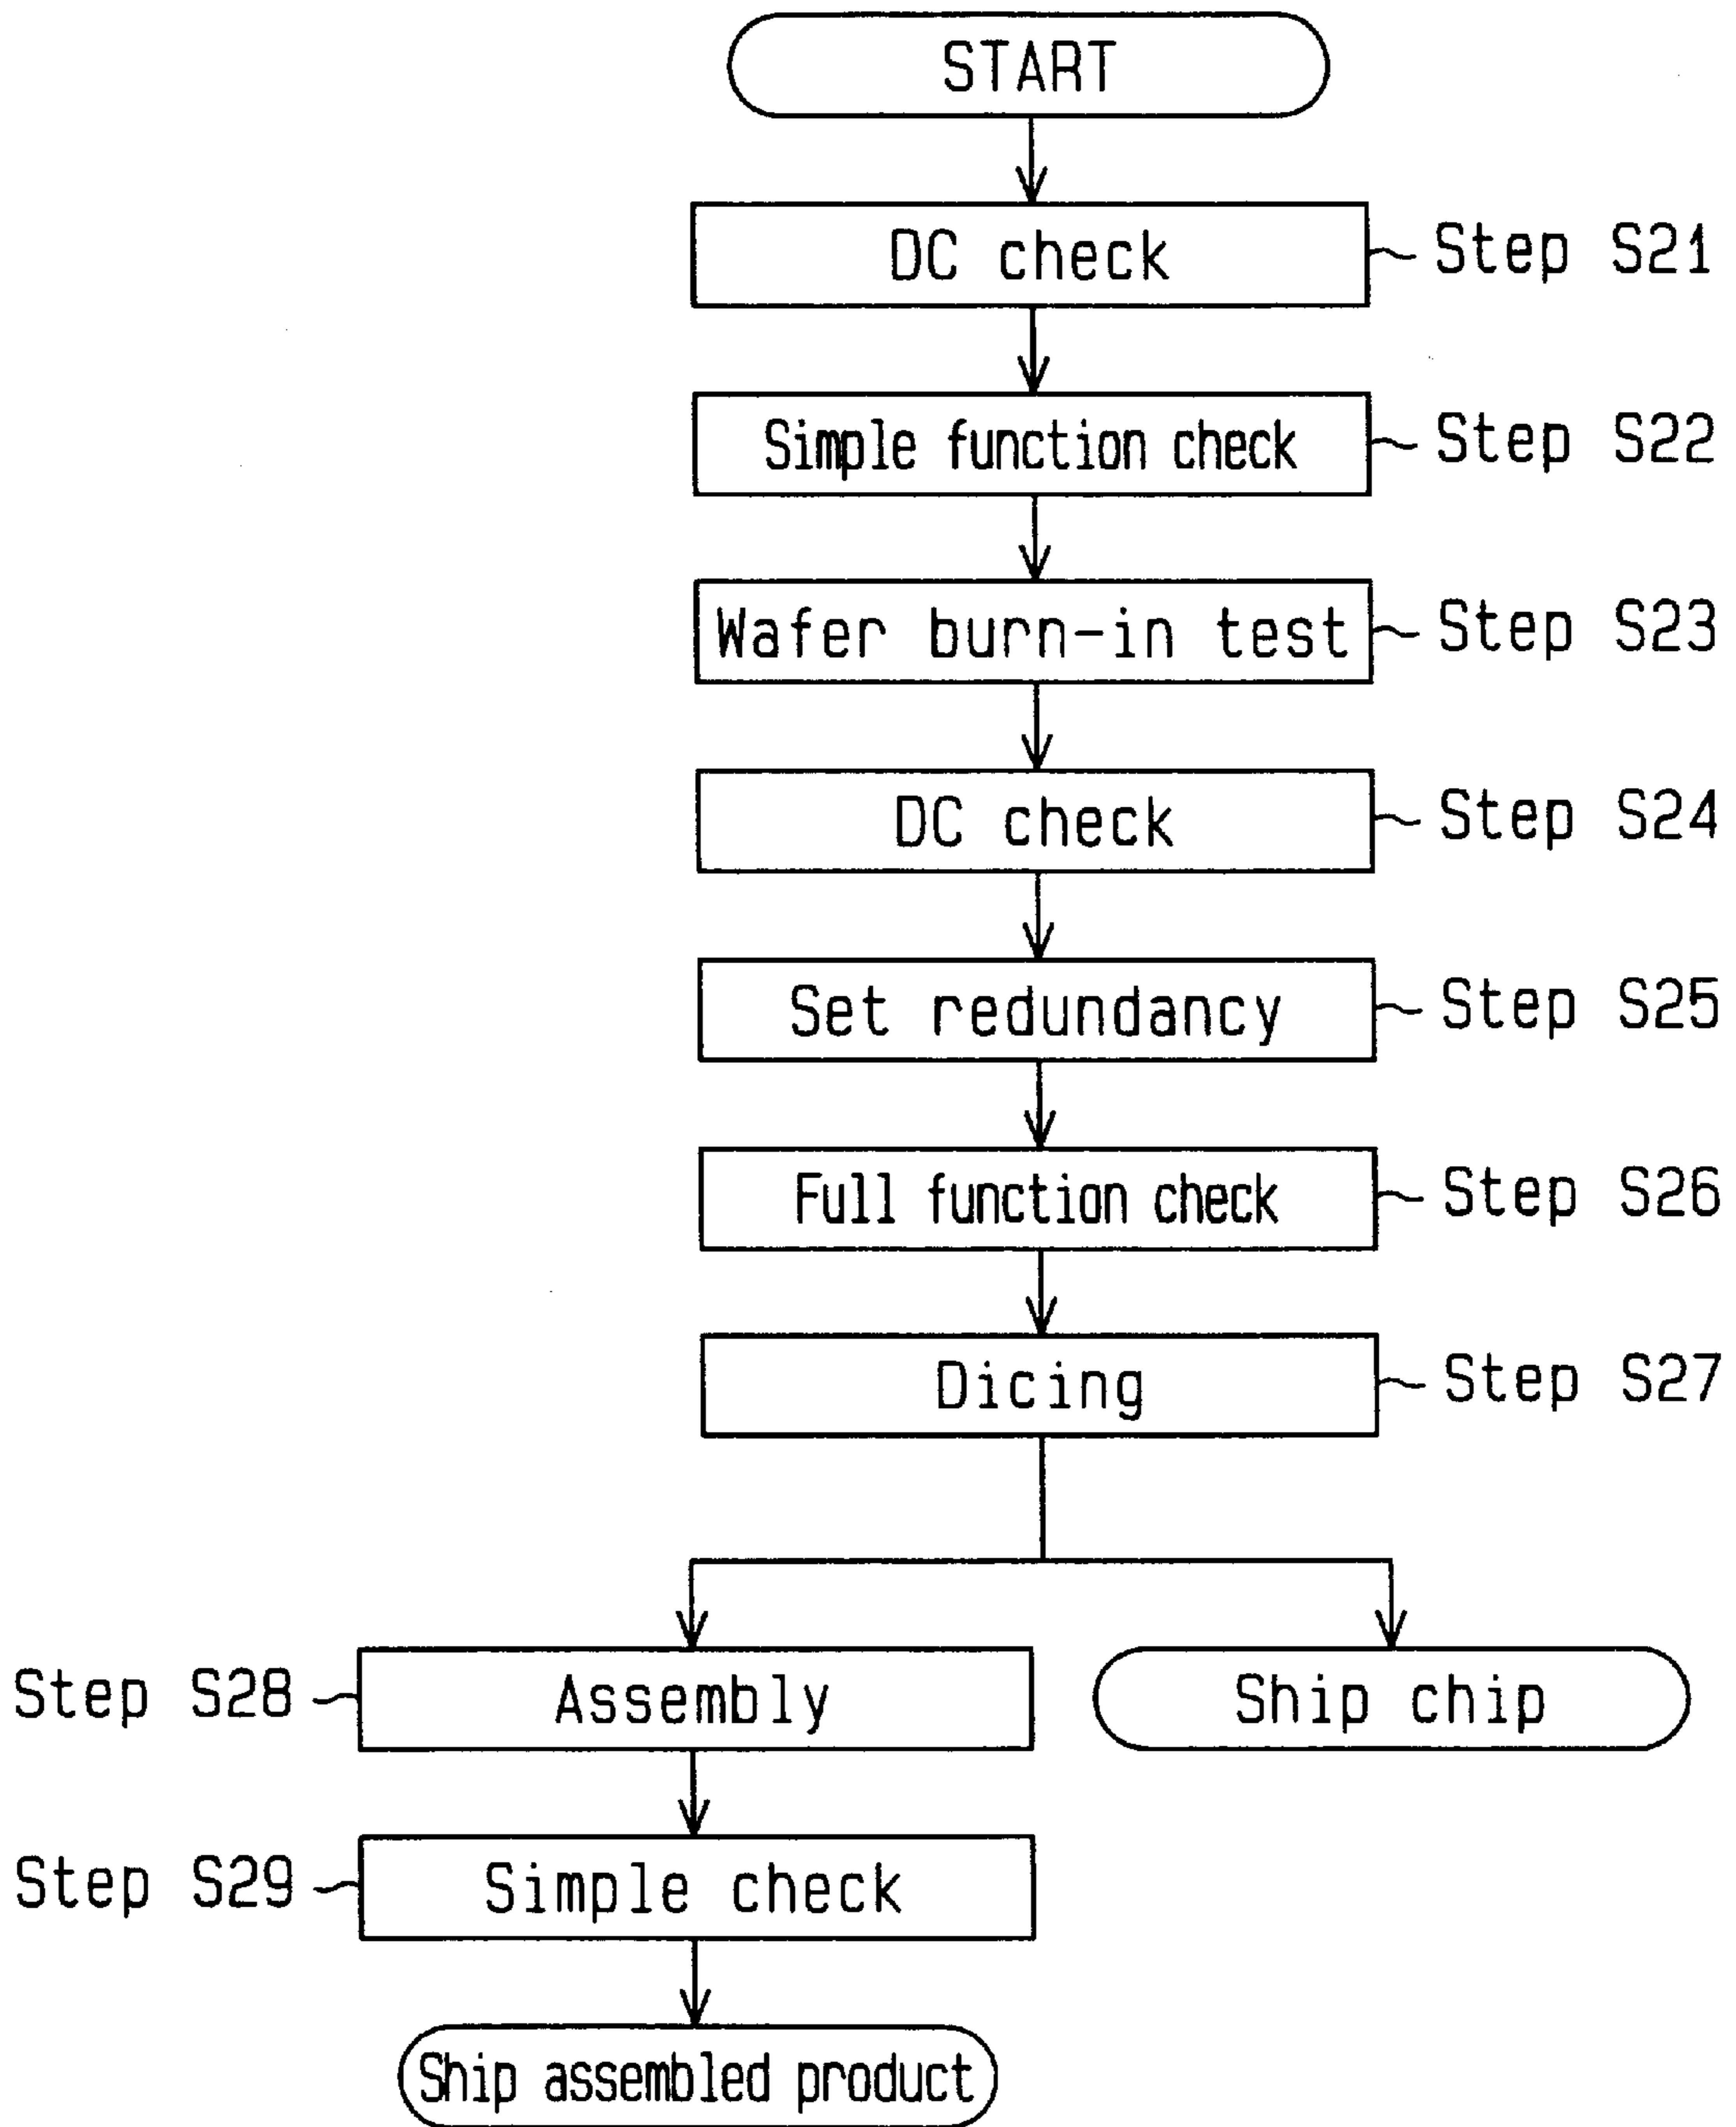 START
DC check
Step S21
Simple function check
Step S22
Wafer burn-in test
Step S23
DC check
Step S24
Set redundancy
Step S25
Full function check
Step S26
Dicing
Step S27
Step S28
Assembly
Ship chip
Step S29
Simple check
Ship assembled product